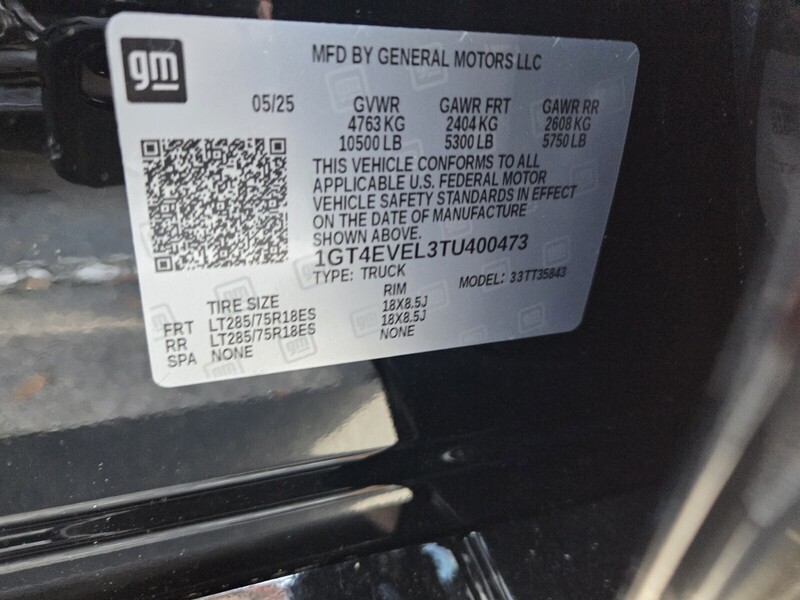 gm
MFD BY GENERAL MOTORS LLC
05/25 GVWR GAWR FRT GAWR RR
4763 KG 2404 KG 2608 KG
10500 LB 5300 LB 5750 LB
THIS VEHICLE CONFORMS TO ALL
APPLICABLE U.S. FEDERAL MOTOR
VEHICLE SAFETY STANDARDS IN EFFECT
ON THE DATE OF MANUFACTURE
SHOWN ABOVE.
1GT4EVEL3TU400473
TYPE: TRUCK MODEL: 33TT35843
TIRE SIZE RIM
FRT LT285/75R18ES 18X8.5J
RR LT285/75R18ES 18X8.5J
SPA NONE NONE